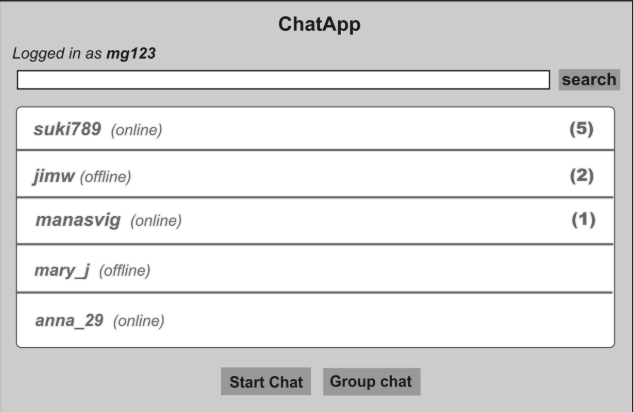 ChatApp
Logged in as mg123
search
suki789 (online) (5)
jimw (offline) (2)
manasvig (online) (1)
mary_j (offline)
anna_29 (online)
Start Chat Group chat